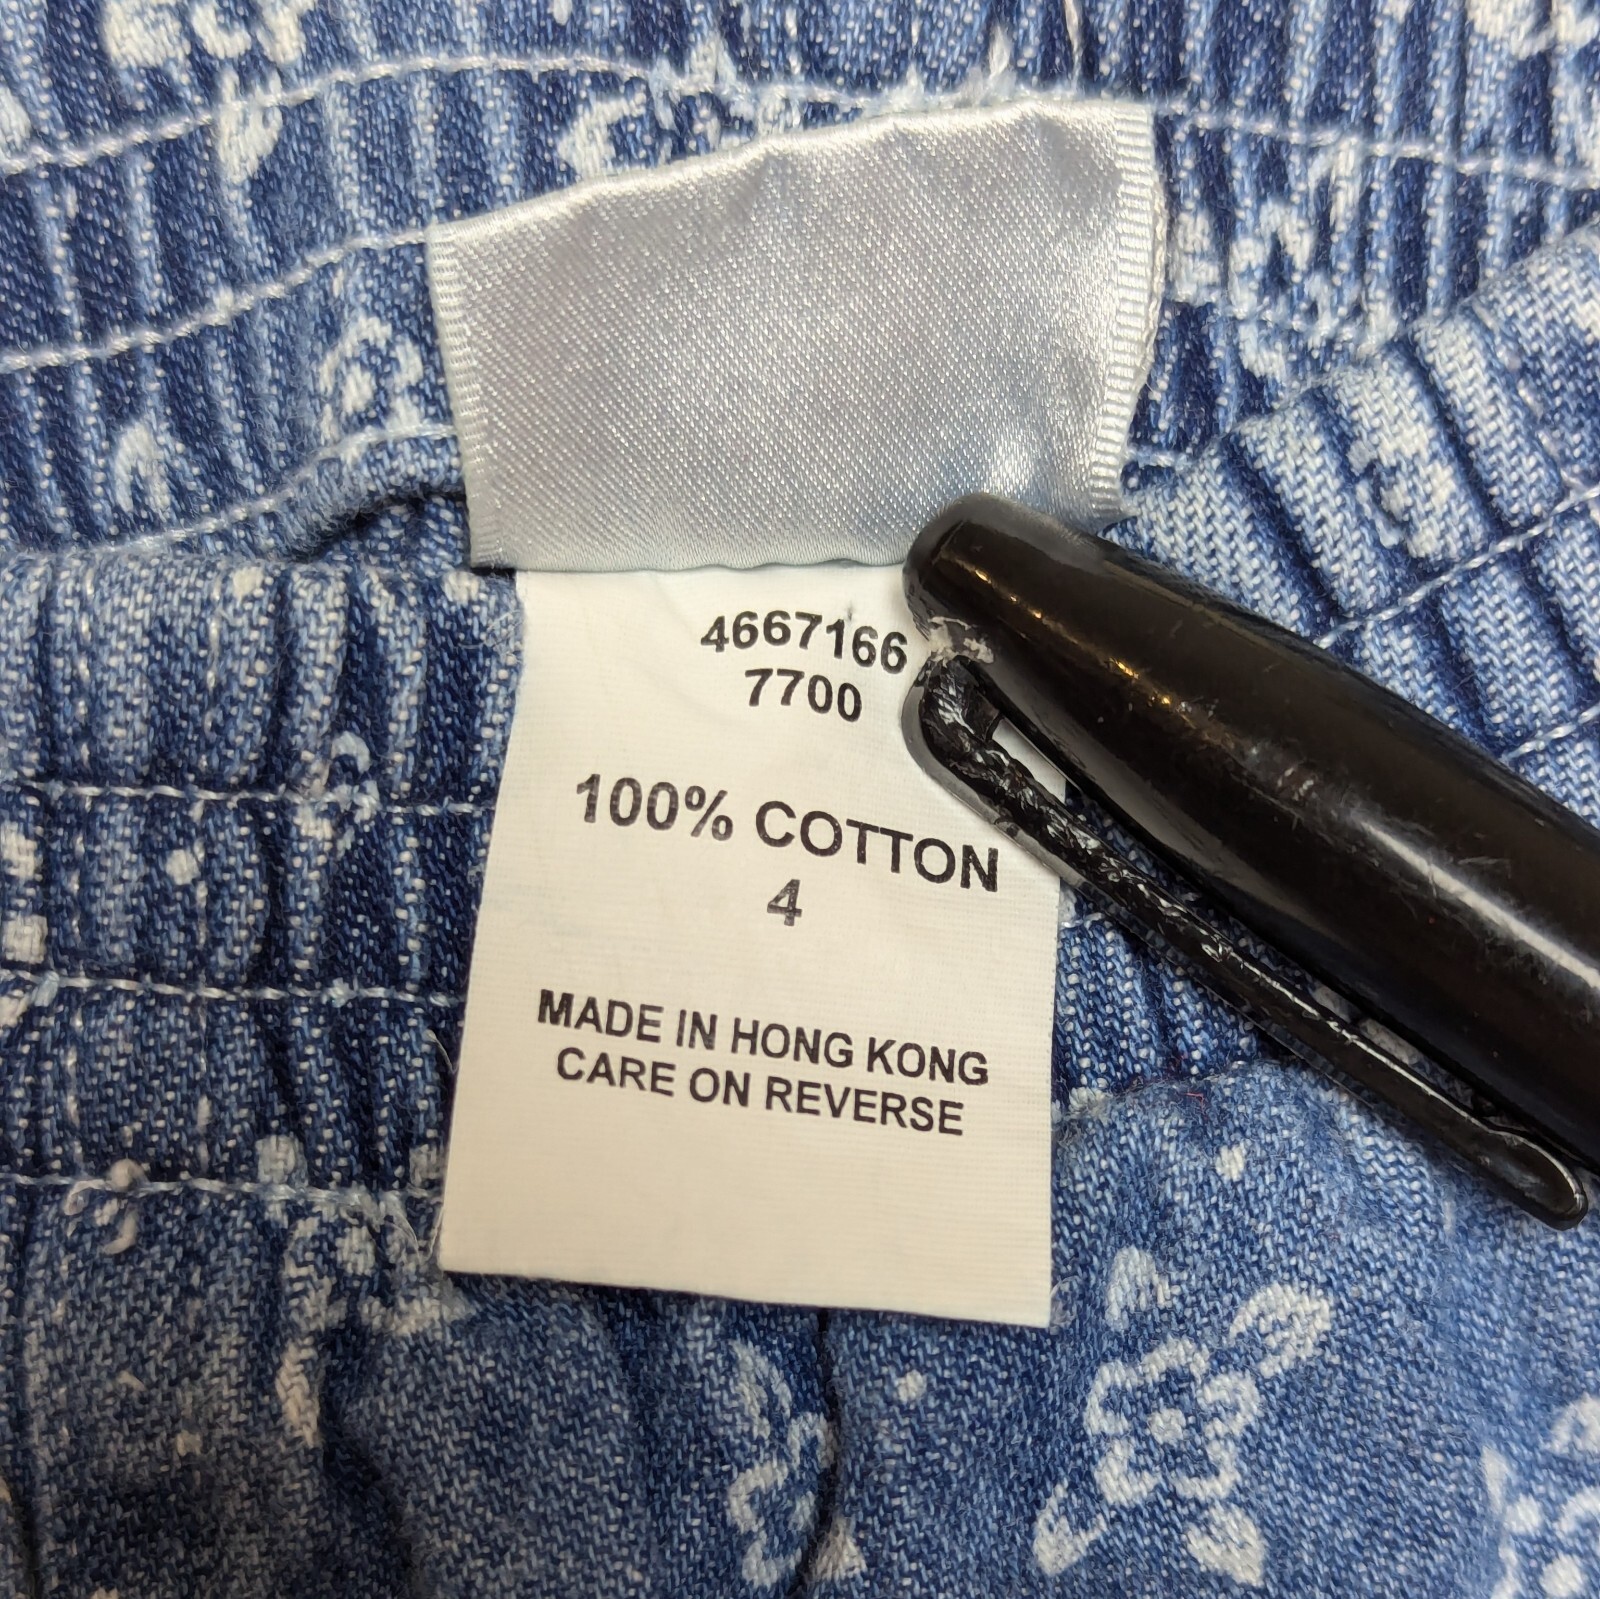 4667166
7700
100% COTTON
4
MADE IN HONG KONG
CARE ON REVERSE